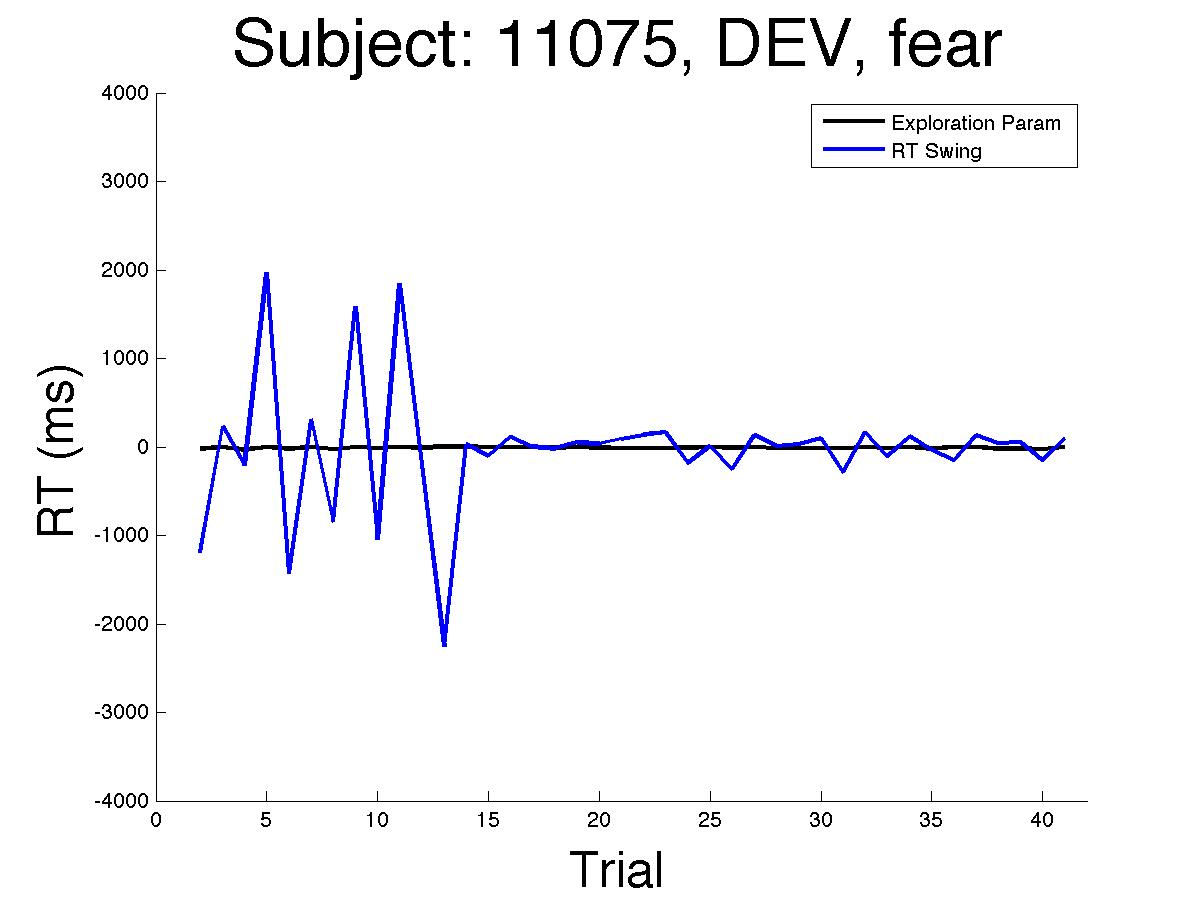 Subject: 11075, DEV, fear
4000
3000
2000
1000
0
-1000
-2000
-3000
-4000
RT (ms)
Exploration Param
RT Swing
0 5 10 15 20 25 30 35 40
Trial